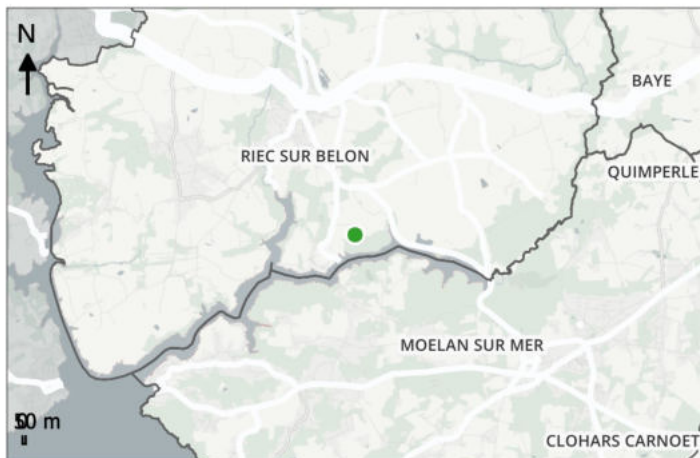 N
BAYE
RIEC SUR BELON
QUIMPERLE
MOELAN SUR MER
50 m
CLOHARS CARNOET